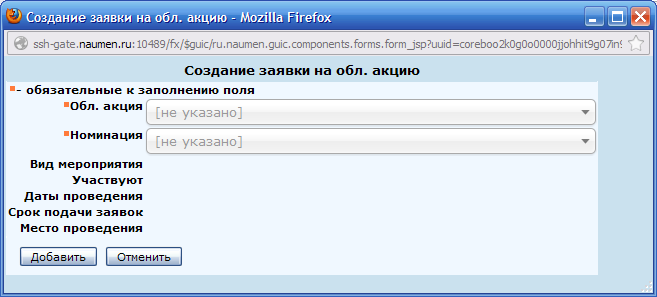 Создание заявки на обл. акцию - Mozilla Firefox
ssh-gate.naumen.ru:10489/fx/$guic/ru.naumen.guic.components.forms.form_jsp?uuid=coreboo2k0g0o0000jjohhit9g07in9
Создание заявки на обл. акцию
- обязательные к заполнению поля
Обл. акция [не указано]
Номинация [не указано]
Вид мероприятия
Участвуют
Даты проведения
Срок подачи заявок
Место проведения
Добавить Отменить